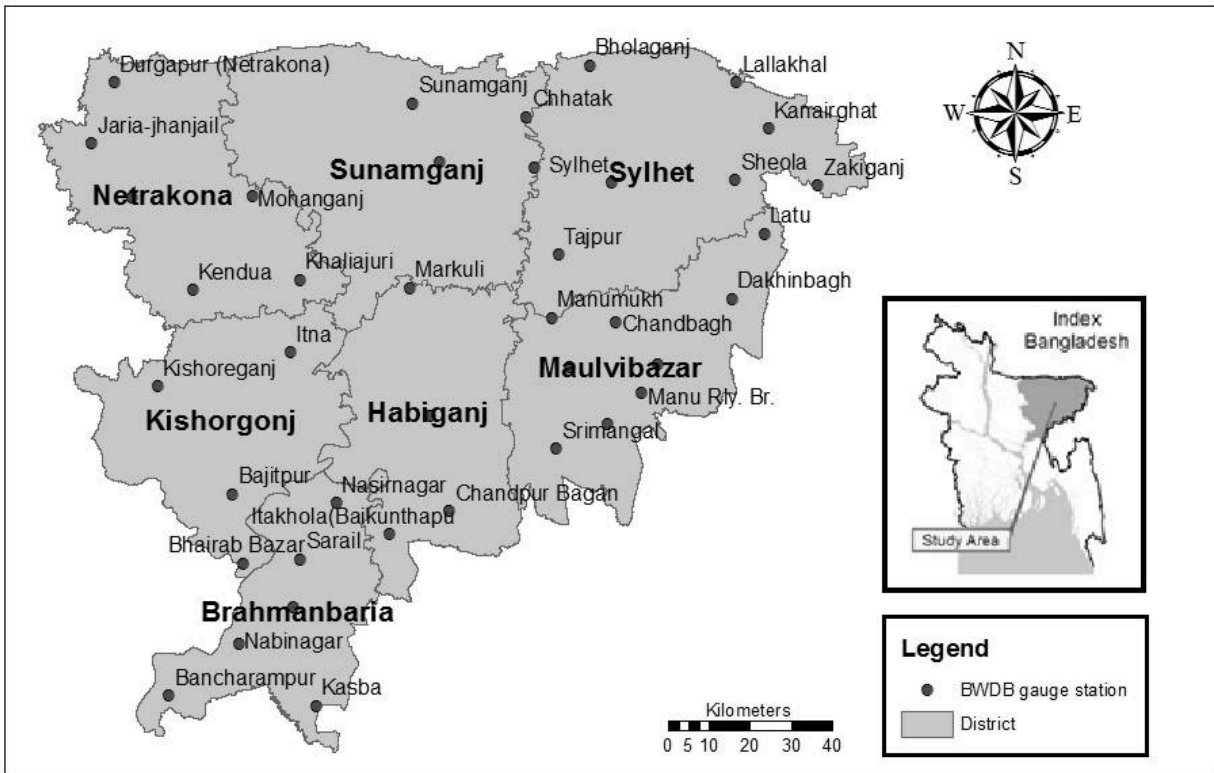 Durgapur (Netrakona)
Bholaganj
Lallakhal
Sunamganj
Chhatak
Kanairghat
Jaria-jhanjail
Sunamganj
Sylhet
Sylhet
Sheola
Zakiganj
Netrakona
Mohanganj
Latu
Tajpur
Kendua
Khaliajuri
Markuli
Dakhinbagh
Manumukh
Chandbagh
Itna
Kishoreganj
Maulvibazar
Manu Rly. Br.
Kishorgonj
Habiganj
Srimangal
Bajitpur
Nasirnagar
Chandpur Bagan
Itakhola(Baikunthapu
Bhairab Bazar
Sarail
Brahmanbaria
Nabinagar
Bancharampur
Kasba
N
W
E
S
Index
Bangladesh
Study Area
Legend
BWDB gauge station
District
Kilometers
0 5 10 20 30 40